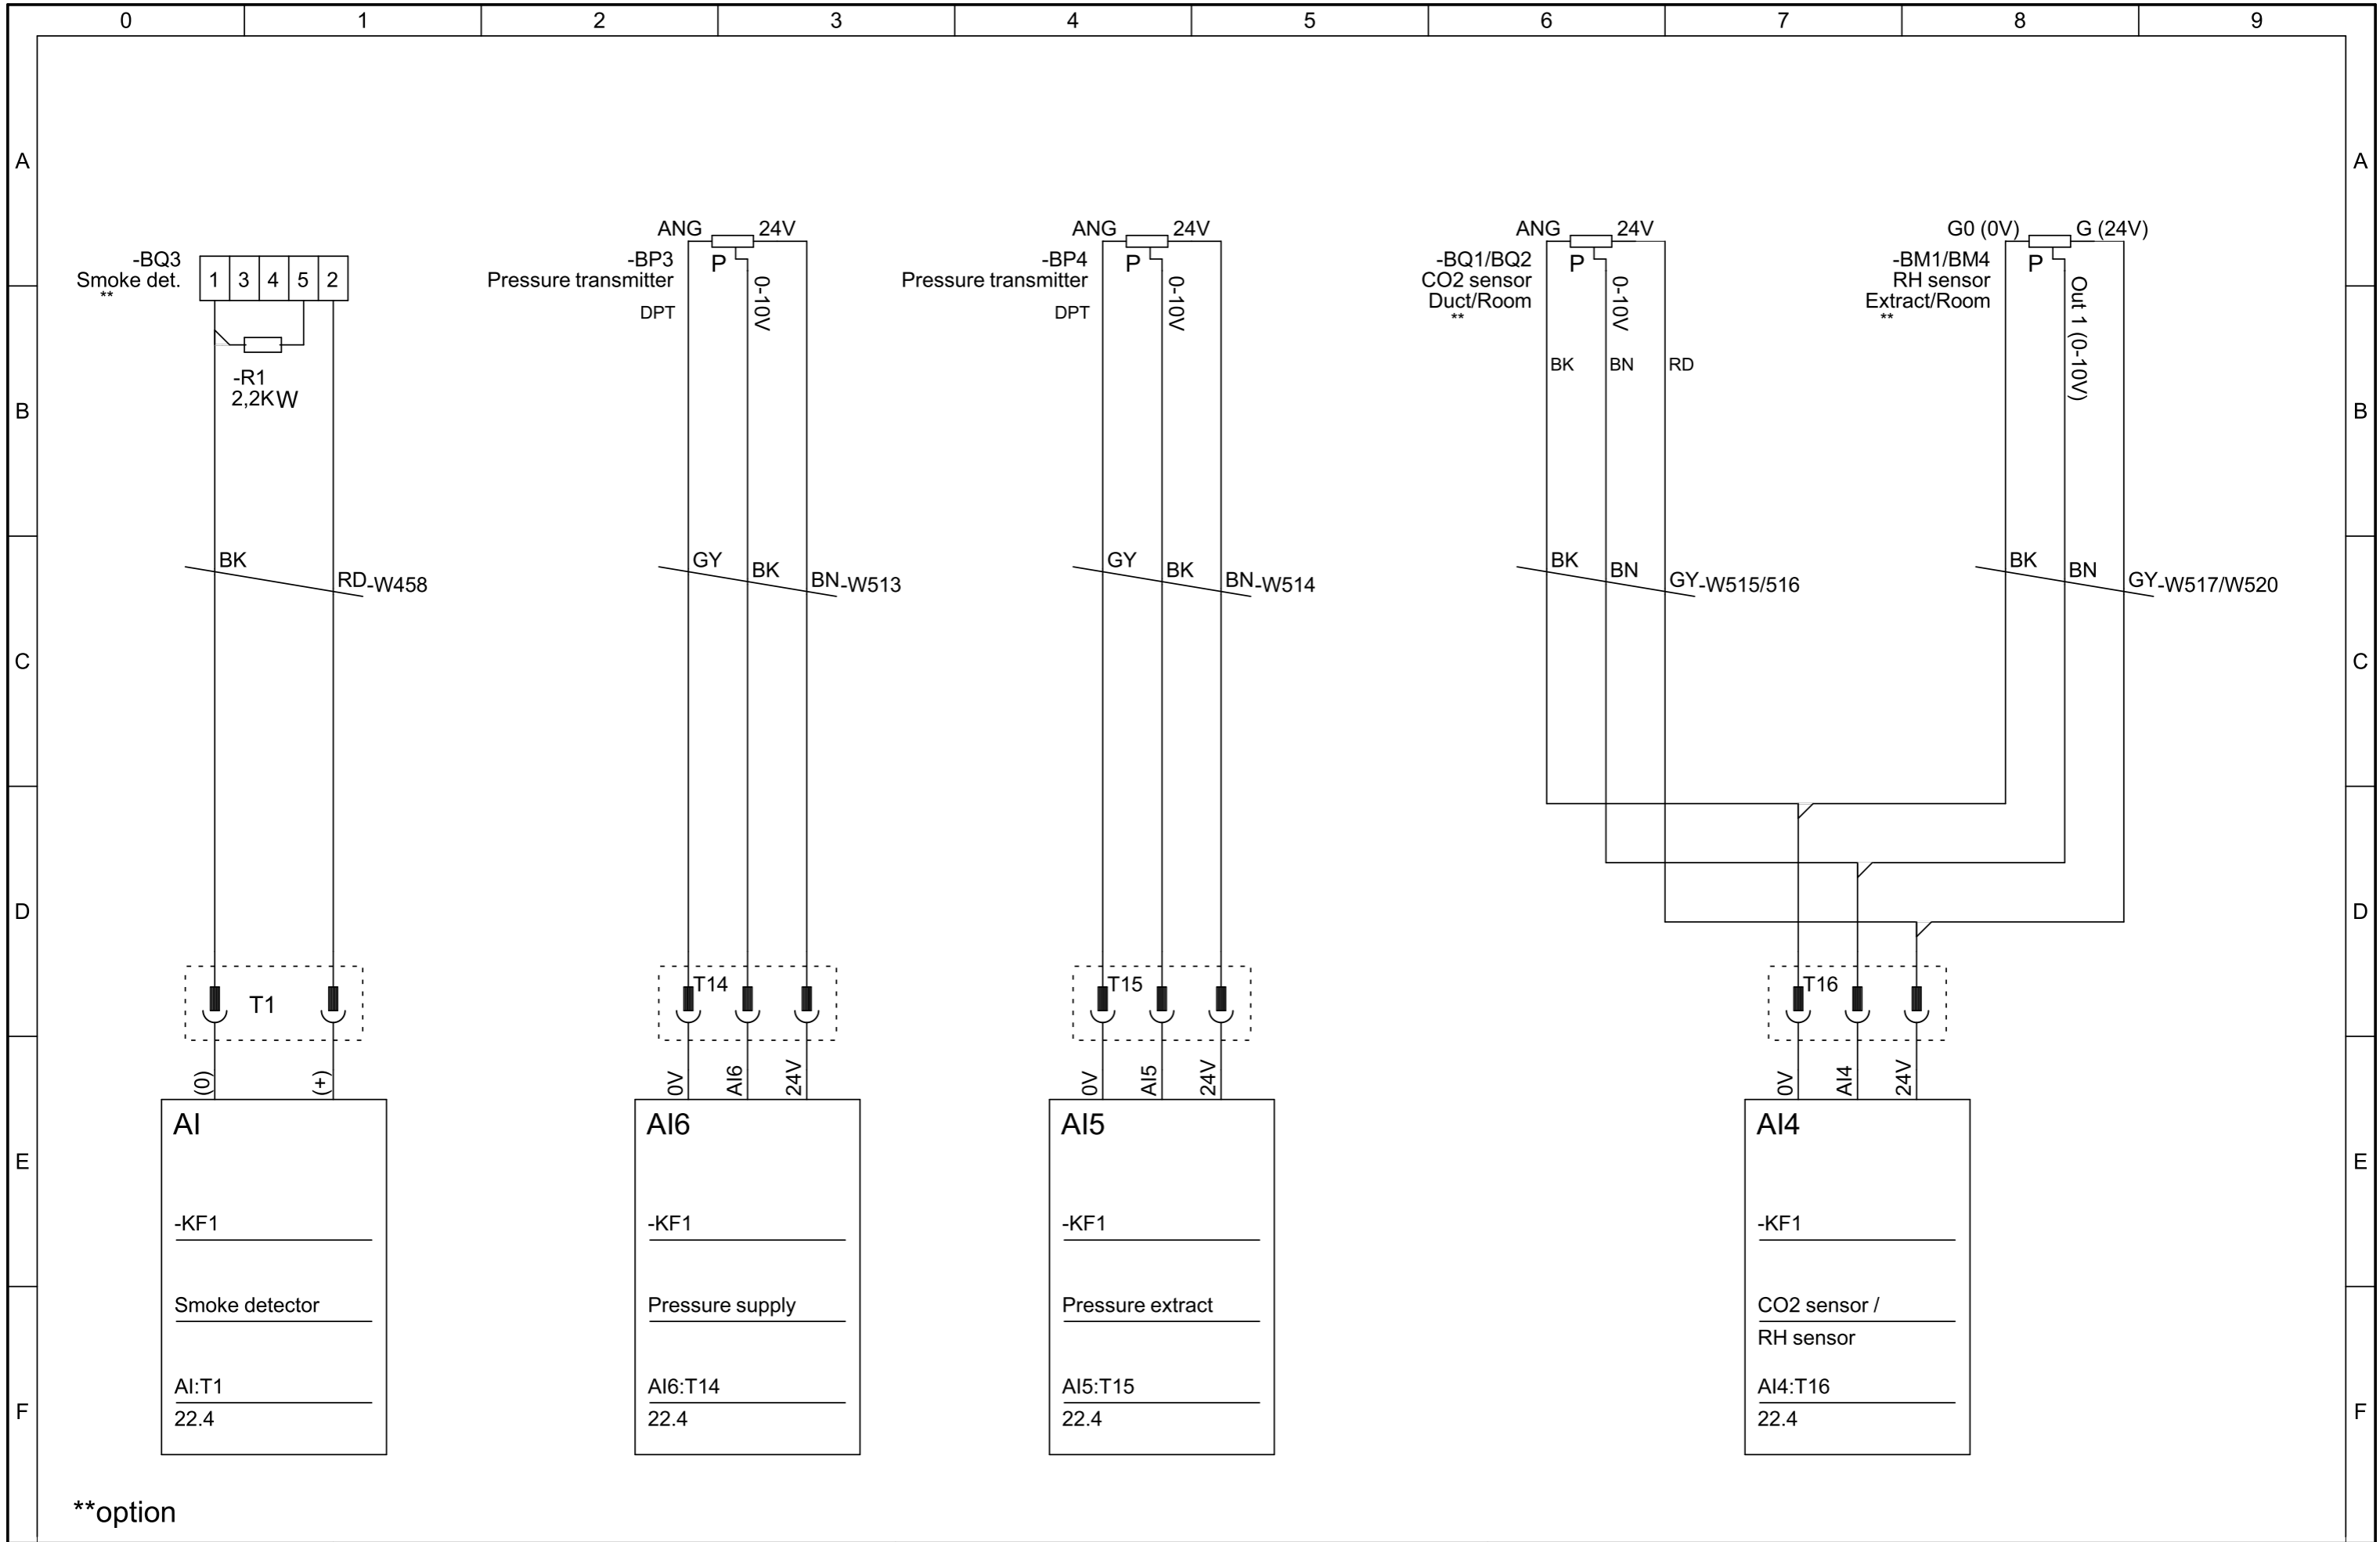 0 1 2 3 4 5 6 7 8 9
A
A
ANG 24V
ANG 24V
ANG 24V
G0 (0V) G (24V)
-BQ3
Smoke det.
**
1 3 4 5 2
-BP3
Pressure transmitter
DPT
P
0-10V
-BP4
Pressure transmitter
DPT
P
0-10V
-BQ1/BQ2
CO2 sensor
Duct/Room
**
P
0-10V
-BM1/BM4
RH sensor
Extract/Room
**
P
Out 1 (0-10V)
BK BN RD
-R1
2,2KW
B
B
BK RD -W458
GY BK BN -W513
GY BK BN -W514
BK BN GY -W515/516
BK BN GY -W517/W520
C
C
D
D
T1
T14
T15
T16
(0) (+)
0V AI6 24V
0V AI5 24V
0V AI4 24V
E
E
AI
-KF1
Smoke detector
AI:T1
22.4
AI6
-KF1
Pressure supply
AI6:T14
22.4
AI5
-KF1
Pressure extract
AI5:T15
22.4
AI4
-KF1
CO2 sensor /
RH sensor
AI4:T16
22.4
F
F
**option